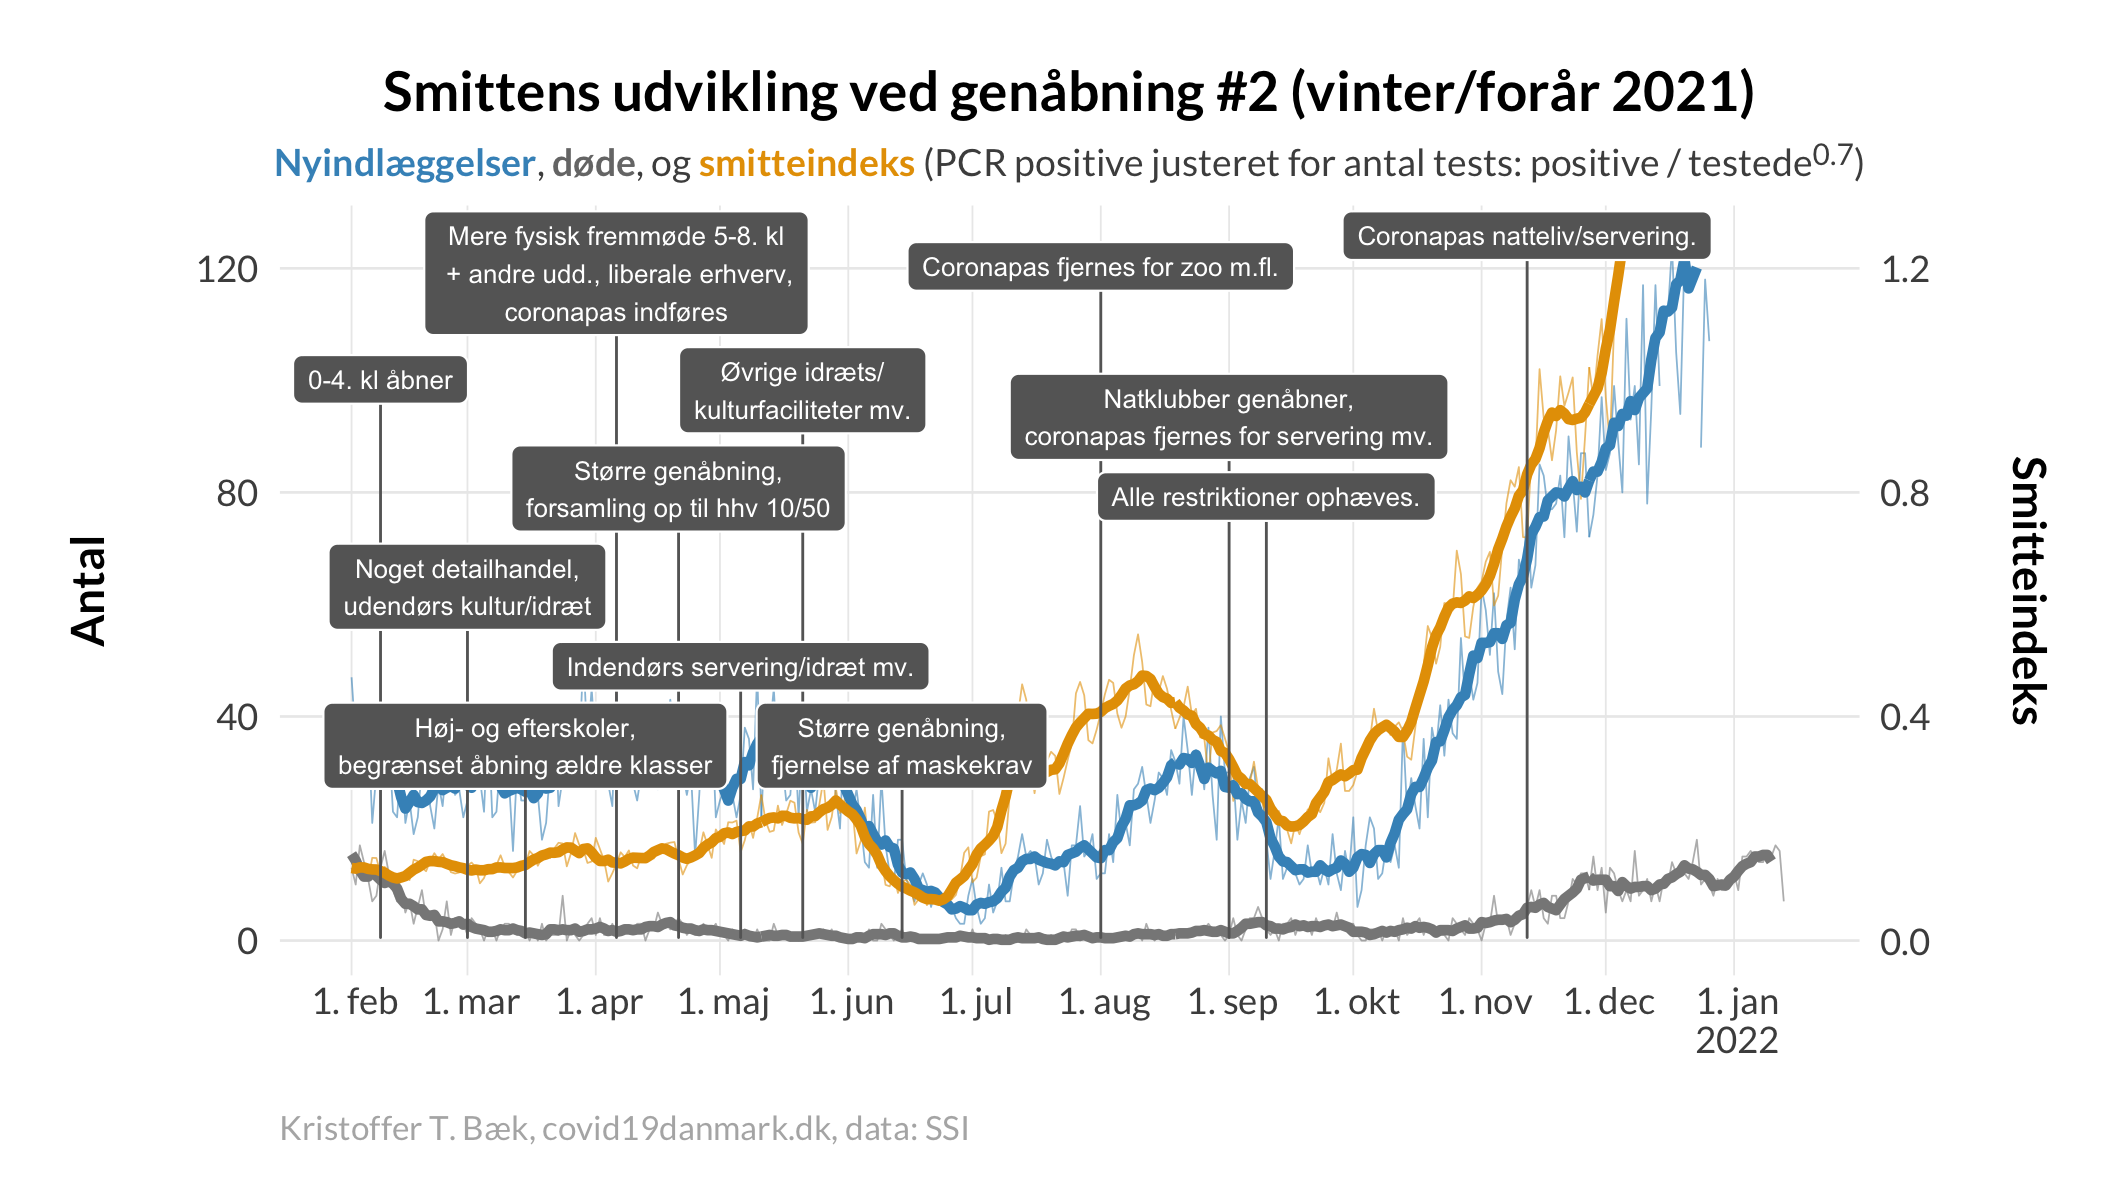 Smittens udvikling ved genåbning #2 (vinter/forår 2021)
Nyindlæggelser, døde, og smitteindeks (PCR positive justeret for antal tests: positive / testede^0.7)
Mere fysisk fremmøde 5-8. kl
+ andre udd., liberale erhverv,
coronapas indføres
Coronapas fjernes for zoo m.fl.
Coronapas natteliv/servering.
0-4. kl åbner
Øvrige idræts/
kulturfaciliteter mv.
Natklubber genåbner,
coronapas fjernes for servering mv.
Større genåbning,
forsamling op til hhv 10/50
Alle restriktioner ophæves.
Noget detailhandel,
udendørs kultur/idræt
Indendørs servering/idræt mv.
Høj- og efterskoler,
begrænset åbning ældre klasser
Større genåbning,
fjernelse af maskekrav
Antal
120
80
40
0
Smitteindeks
1.2
0.8
0.4
0.0
1. feb 1. mar 1. apr 1. maj 1. jun 1. jul 1. aug 1. sep 1. okt 1. nov 1. dec 1. jan
2022
Kristoffer T. Bæk, covid19danmark.dk, data: SSI